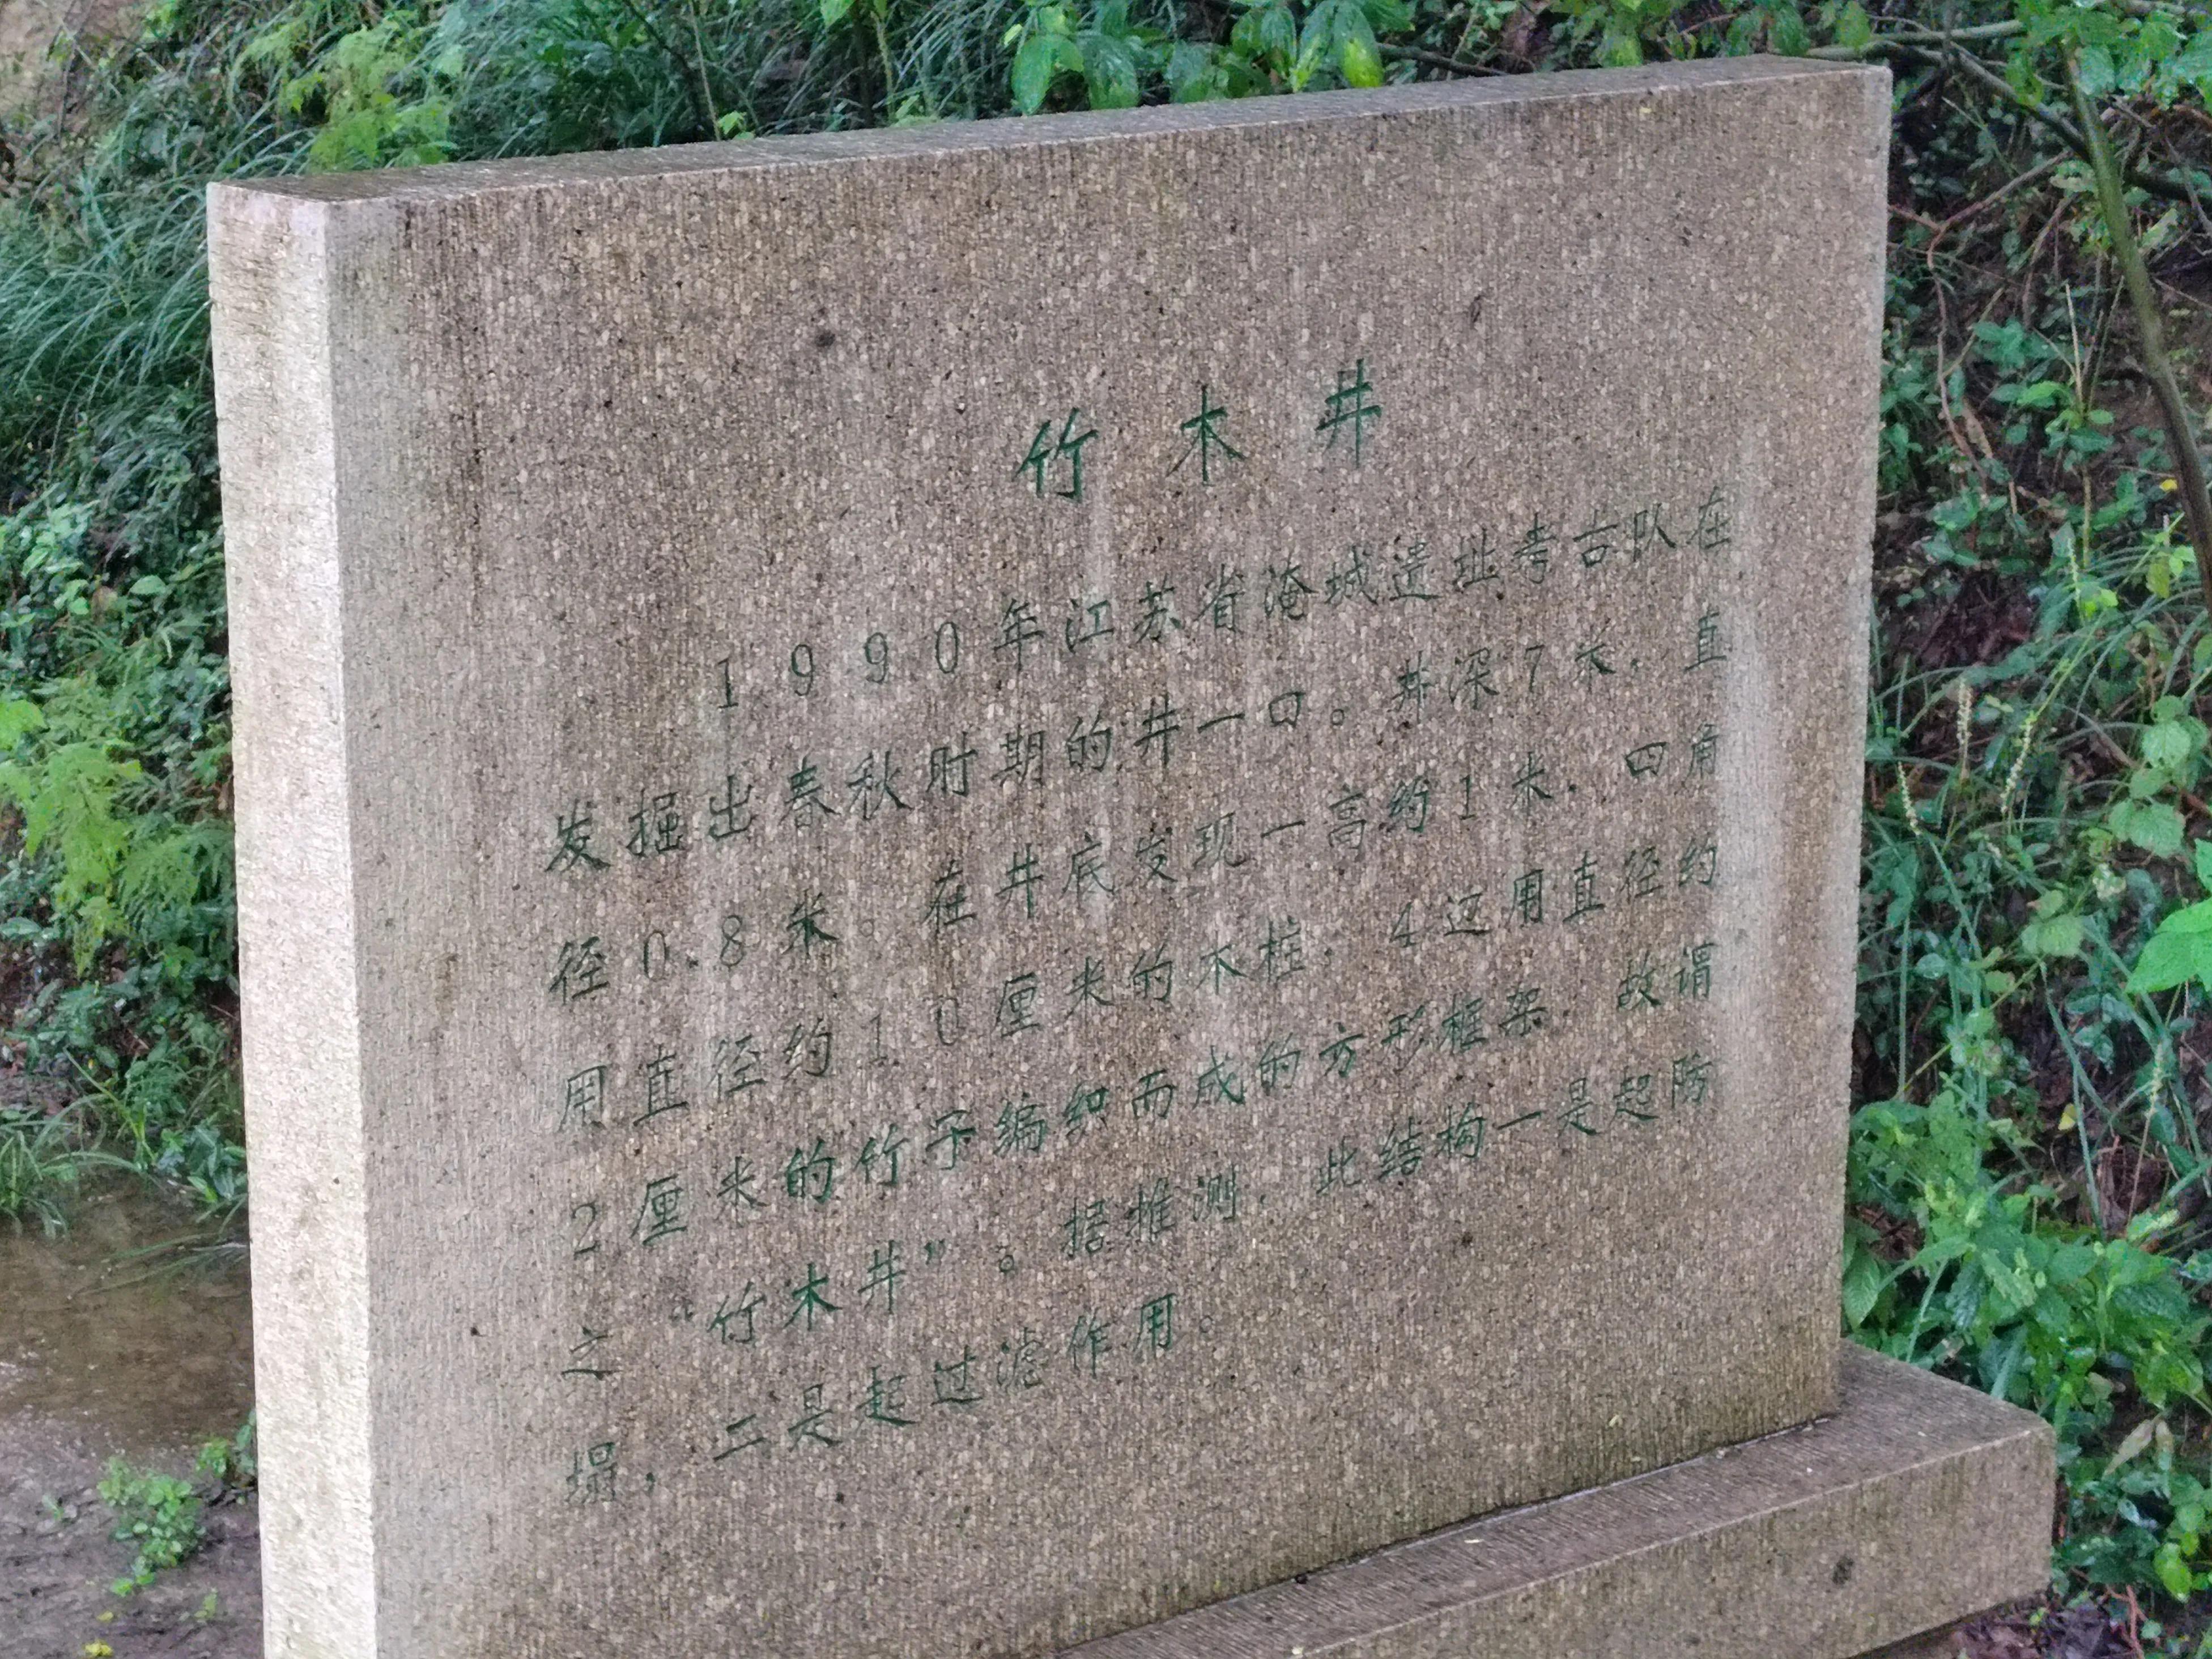 竹木井
1990年江苏省淹城遗址考古队在
发掘出春秋时期的井一口。井深7米，直
径0.8米。在井底发现一高约1米，四角
用直径约10厘米的木柱，4边用直径约
2厘米的竹子编织而成的方形框架，故谓
之“竹木井”。据推测，此结构一是起防
塌，二是起过滤作用。